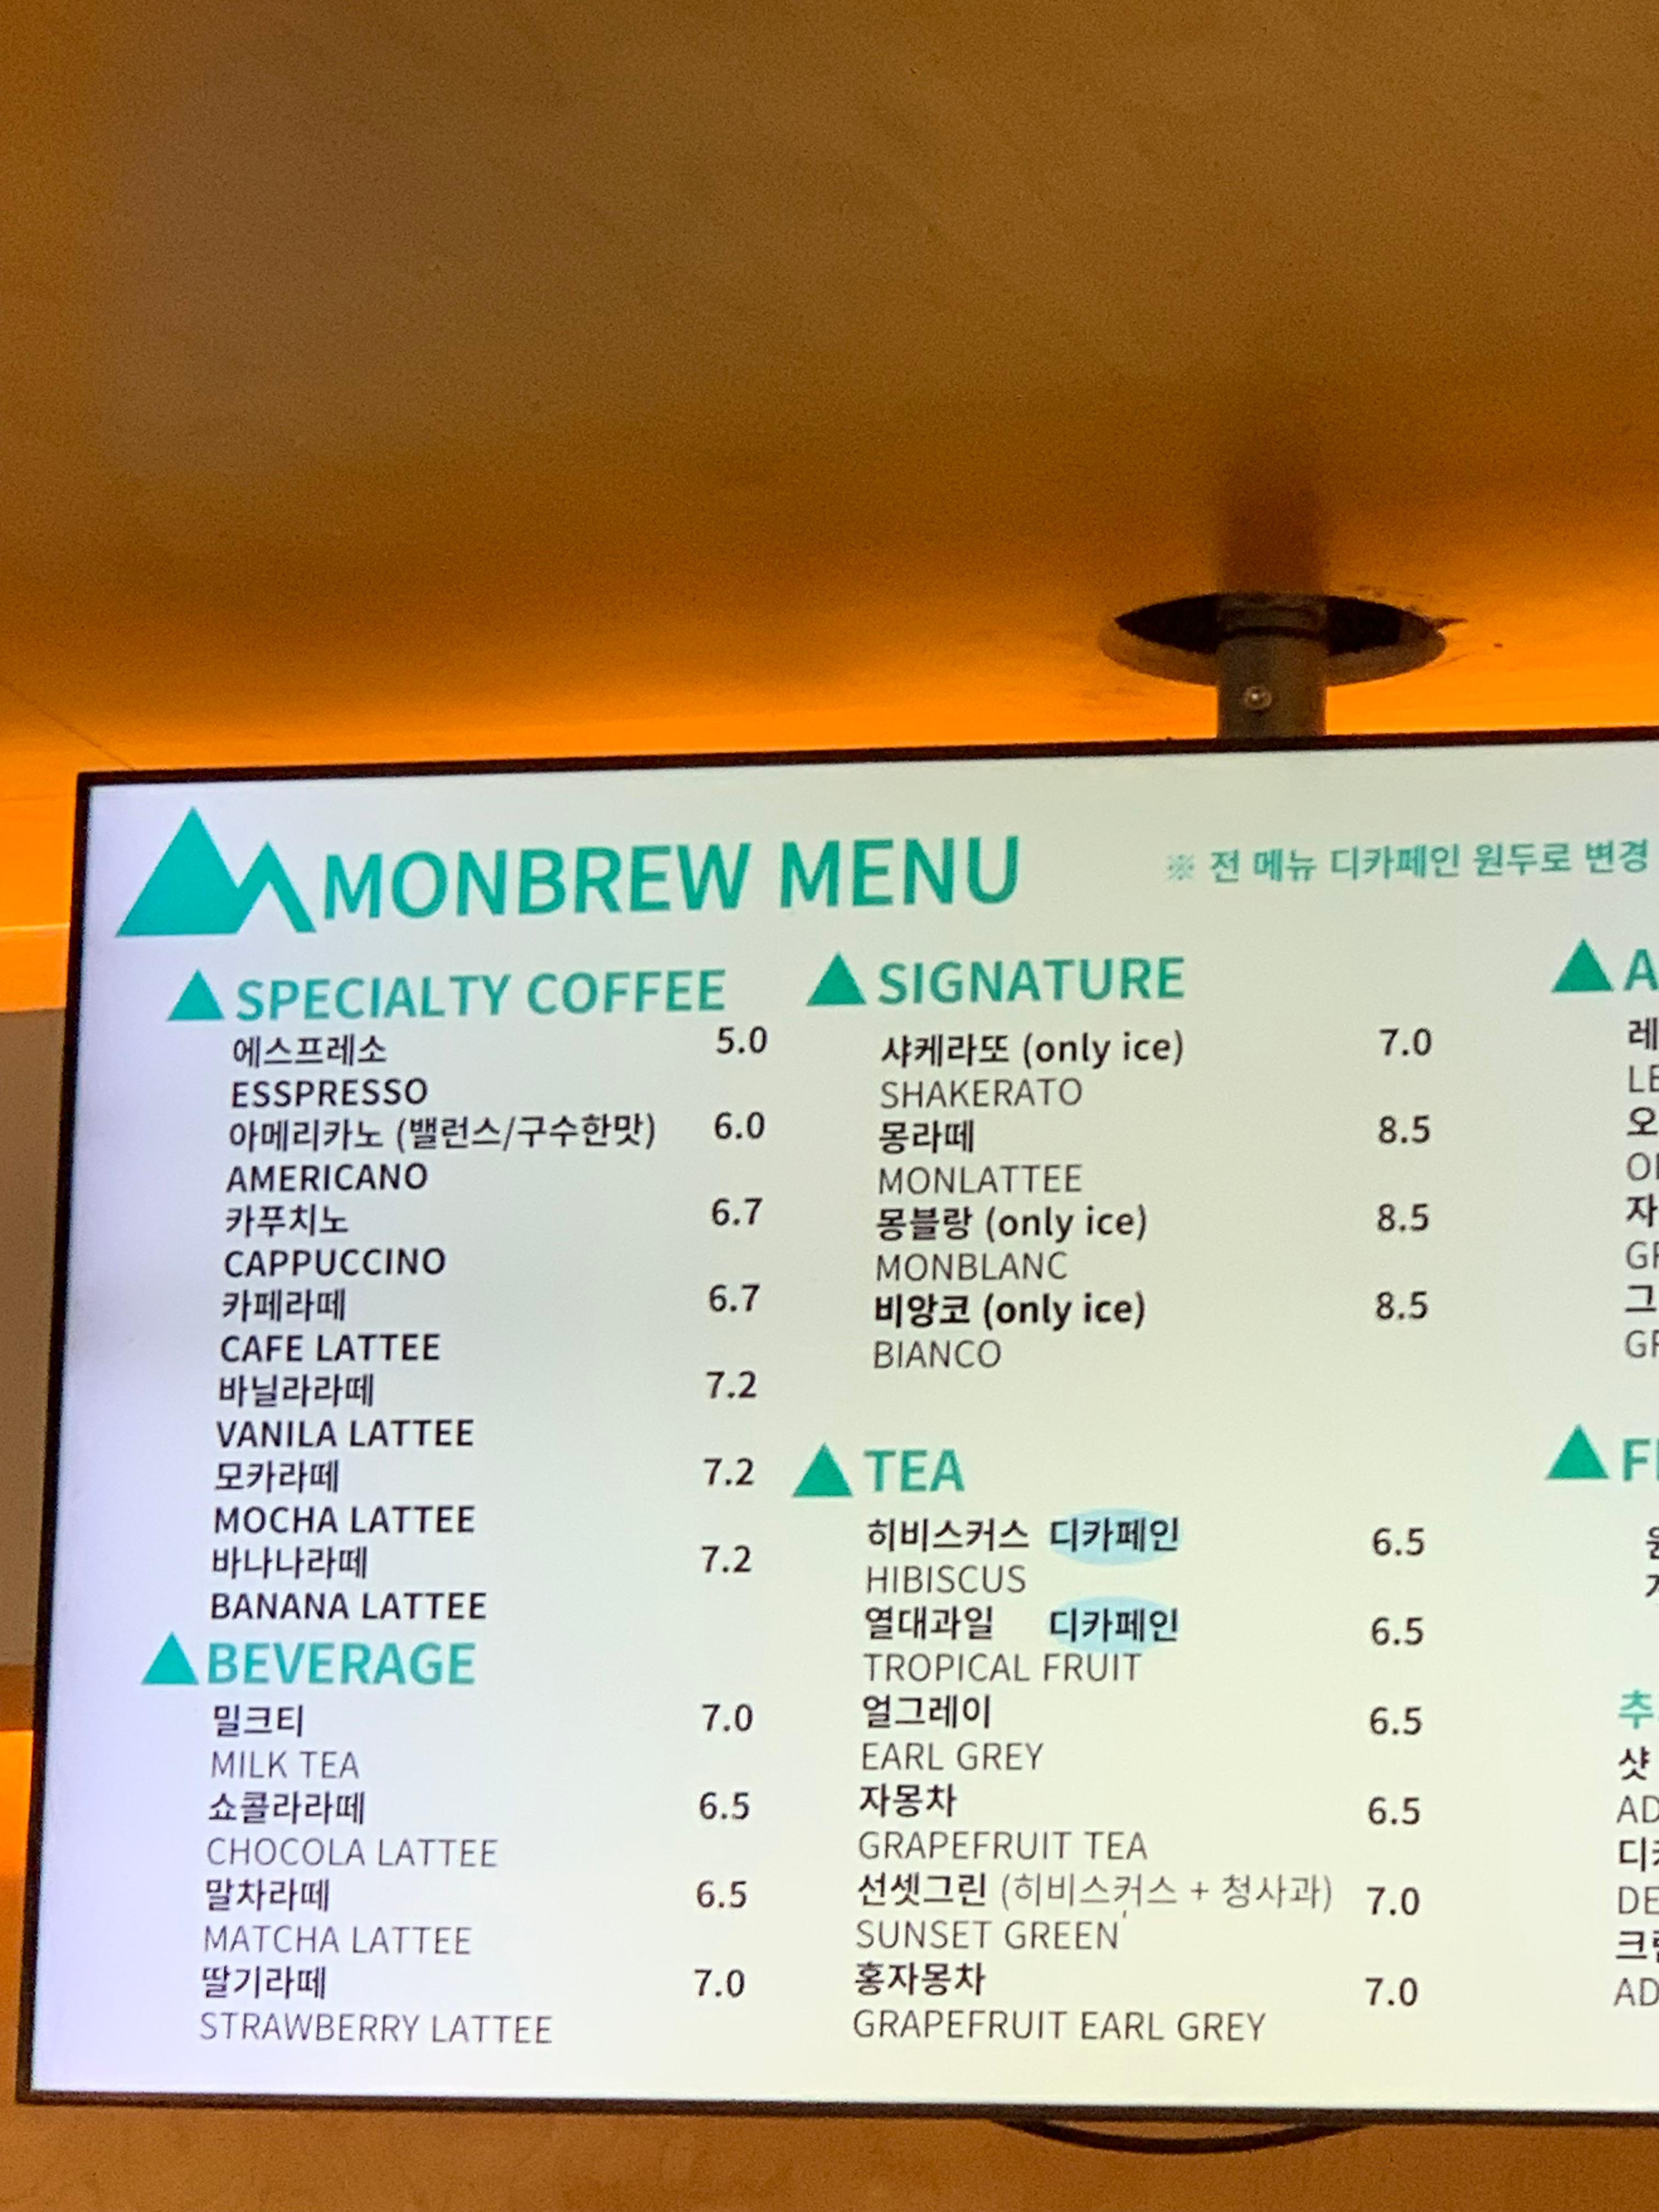 MONBREW MENU
※ 전 메뉴 디카페인 원두로 변경
SPECIALTY COFFEE
에스프레소 5.0
ESSPRESSO
아메리카노 (밸런스/구수한맛) 6.0
AMERICANO
카푸치노 6.7
CAPPUCCINO
카페라떼 6.7
CAFE LATTEE
바닐라라떼 7.2
VANILA LATTEE
모카라떼 7.2
MOCHA LATTEE
바나나라떼 7.2
BANANA LATTEE
BEVERAGE
밀크티 7.0
MILK TEA
쇼콜라라떼 6.5
CHOCOLA LATTEE
말차라떼 6.5
MATCHA LATTEE
딸기라떼 7.0
STRAWBERRY LATTEE
SIGNATURE
샤케라또 (only ice) 7.0
SHAKERATO
몽라떼 8.5
MONLATTEE
몽블랑 (only ice) 8.5
MONBLANC
비앙코 (only ice) 8.5
BIANCO
TEA
히비스커스 디카페인 6.5
HIBISCUS
열대과일 디카페인 6.5
TROPICAL FRUIT
얼그레이 6.5
EARL GREY
자몽차 6.5
GRAPEFRUIT TEA
선셋그린 (히비스커스 + 청사과) 7.0
SUNSET GREEN'
홍자몽차 7.0
GRAPEFRUIT EARL GREY
샷